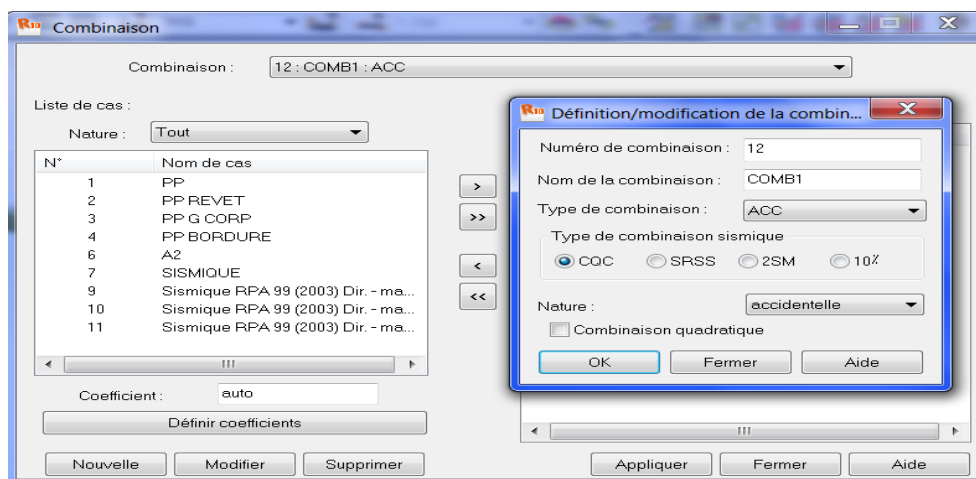 R10 Combinaison
Combinaison : 12 : COMB1 : ACC
Liste de cas :
Nature : Tout
N° Nom de cas
1 PP
2 PP REVET
3 PP G CORP
4 PP BORDURE
6 A2
7 SISMIQUE
9 Sismique RPA 99 (2003) Dir. - ma...
10 Sismique RPA 99 (2003) Dir. - ma...
11 Sismique RPA 99 (2003) Dir. - ma...
Coefficient : auto
Définir coefficients
Nouvelle Modifier Supprimer
>
>>
<
<<
R10 Définition/modification de la combin...
Numéro de combinaison : 12
Nom de la combinaison : COMB1
Type de combinaison : ACC
Type de combinaison sismique
CQC SRSS 2SM 10%
Nature : accidentelle
Combinaison quadratique
OK Fermer Aide
Appliquer Fermer Aide